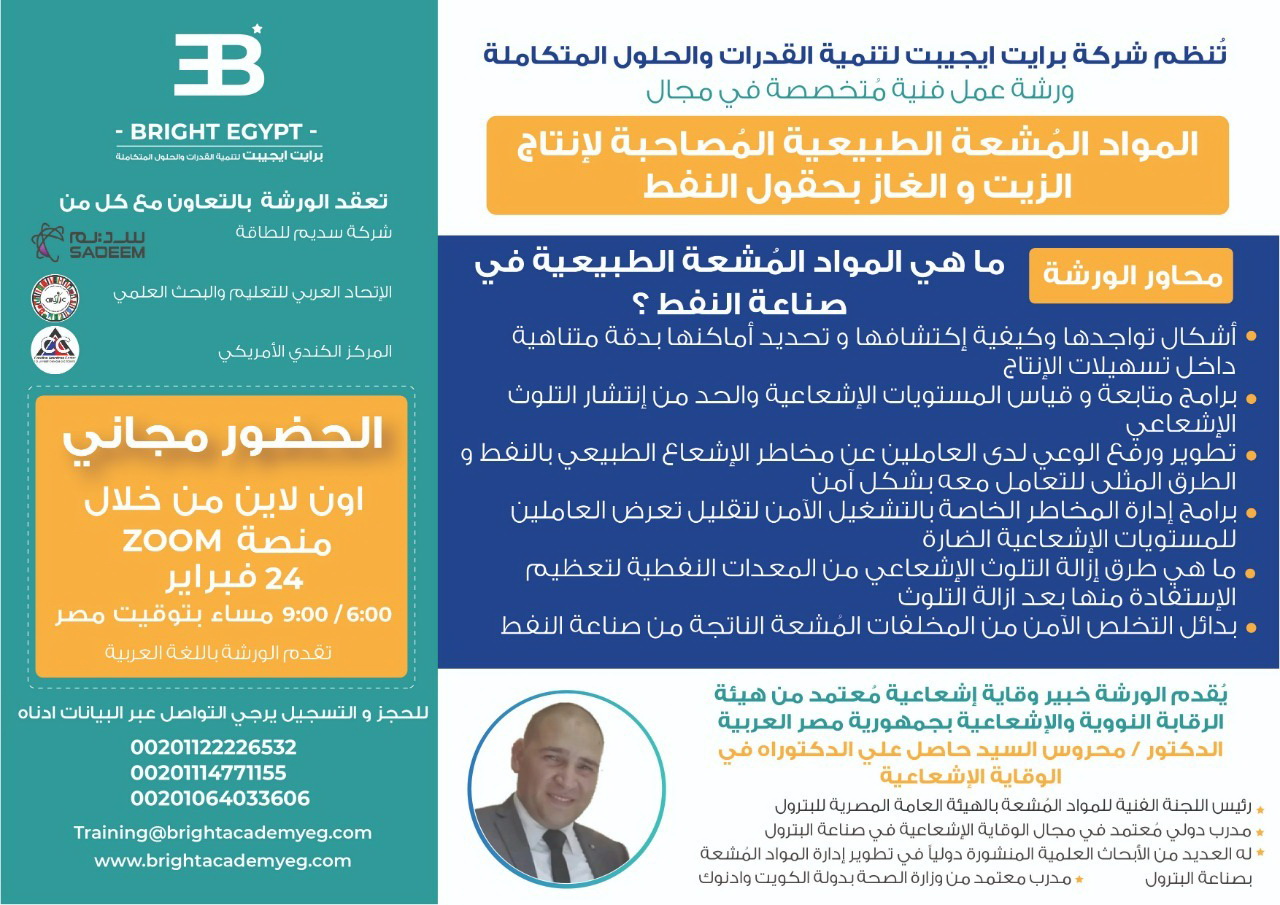 تُنظم شركة برايت ايجيبت لتنمية القدرات والحلول المتكاملة
ورشة عمل فنية مُتخصصة في مجال
المواد المُشعة الطبيعية المُصاحبة لإنتاج
الزيت و الغاز بحقول النفط
محاور الورشة
ما هي المواد المُشعة الطبيعية في
صناعة النفط ؟
• أشكال تواجدها وكيفية إكتشافها و تحديد أماكنها بدقة متناهية
داخل تسهيلات الإنتاج
• برامج متابعة و قياس المستويات الإشعاعية والحد من إنتشار التلوث
الإشعاعي
• تطوير ورفع الوعي لدى العاملين عن مخاطر الإشعاع الطبيعي بالنفط و
الطرق المثلى للتعامل معه بشكل آمن
• برامج إدارة المخاطر الخاصة بالتشغيل الآمن لتقليل تعرض العاملين
للمستويات الإشعاعية الضارة
• ما هي طرق إزالة التلوث الإشعاعي من المعدات النفطية لتعظيم
الإستفادة منها بعد ازالة التلوث
• بدائل التخلص الآمن من المخلفات المُشعة الناتجة من صناعة النفط
يُقدم الورشة خبير وقاية إشعاعية مُعتمد من هيئة
الرقابة النووية والإشعاعية بجمهورية مصر العربية
الدكتور / محروس السيد حاصل علي الدكتوراه في
الوقاية الإشعاعية
رئيس اللجنة الفنية للمواد المُشعة بالهيئة العامة المصرية للبترول
مدرب دولي مُعتمد في مجال الوقاية الإشعاعية في صناعة البترول
له العديد من الأبحاث العلمية المنشورة دولياً في تطوير إدارة المواد المُشعة
بصناعة البترول
مدرب معتمد من وزارة الصحة بدولة الكويت وادنوك
EB
- BRIGHT EGYPT -
برايت ايجيبت لتنمية القدرات والحلول المتكاملة
تعقد الورشة بالتعاون مع كل من
شركة سديم للطاقة
سديم
SADEEM
الإتحاد العربي للتعليم والبحث العلمي
المركز الكندي الأمريكي
الحضور مجاني
اون لاين من خلال
منصة ZOOM
24 فبراير
6:00 / 9:00 مساء بتوقيت مصر
تقدم الورشة باللغة العربية
للحجز و التسجيل يرجي التواصل عبر البيانات ادناه
00201122226532
00201114771155
00201064033606
Training@brightacademyeg.com
www.brightacademyeg.com